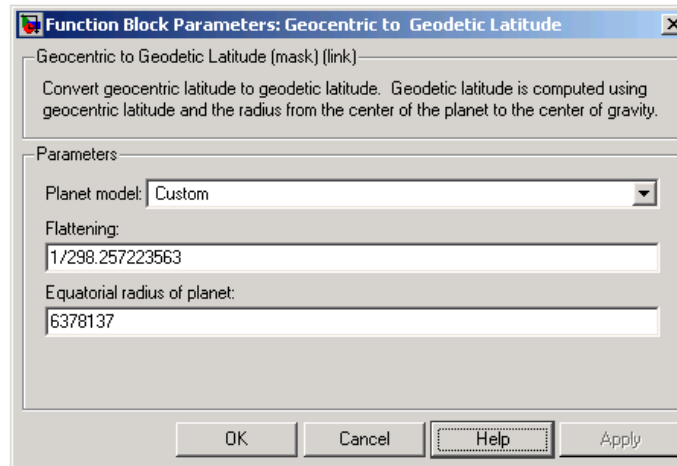 Function Block Parameters: Geocentric to Geodetic Latitude
Geocentric to Geodetic Latitude (mask) (link)
Convert geocentric latitude to geodetic latitude. Geodetic latitude is computed using
geocentric latitude and the radius from the center of the planet to the center of gravity.
Parameters
Planet model: Custom
Flattening:
1/298.257223563
Equatorial radius of planet:
6378137
OK Cancel Help Apply